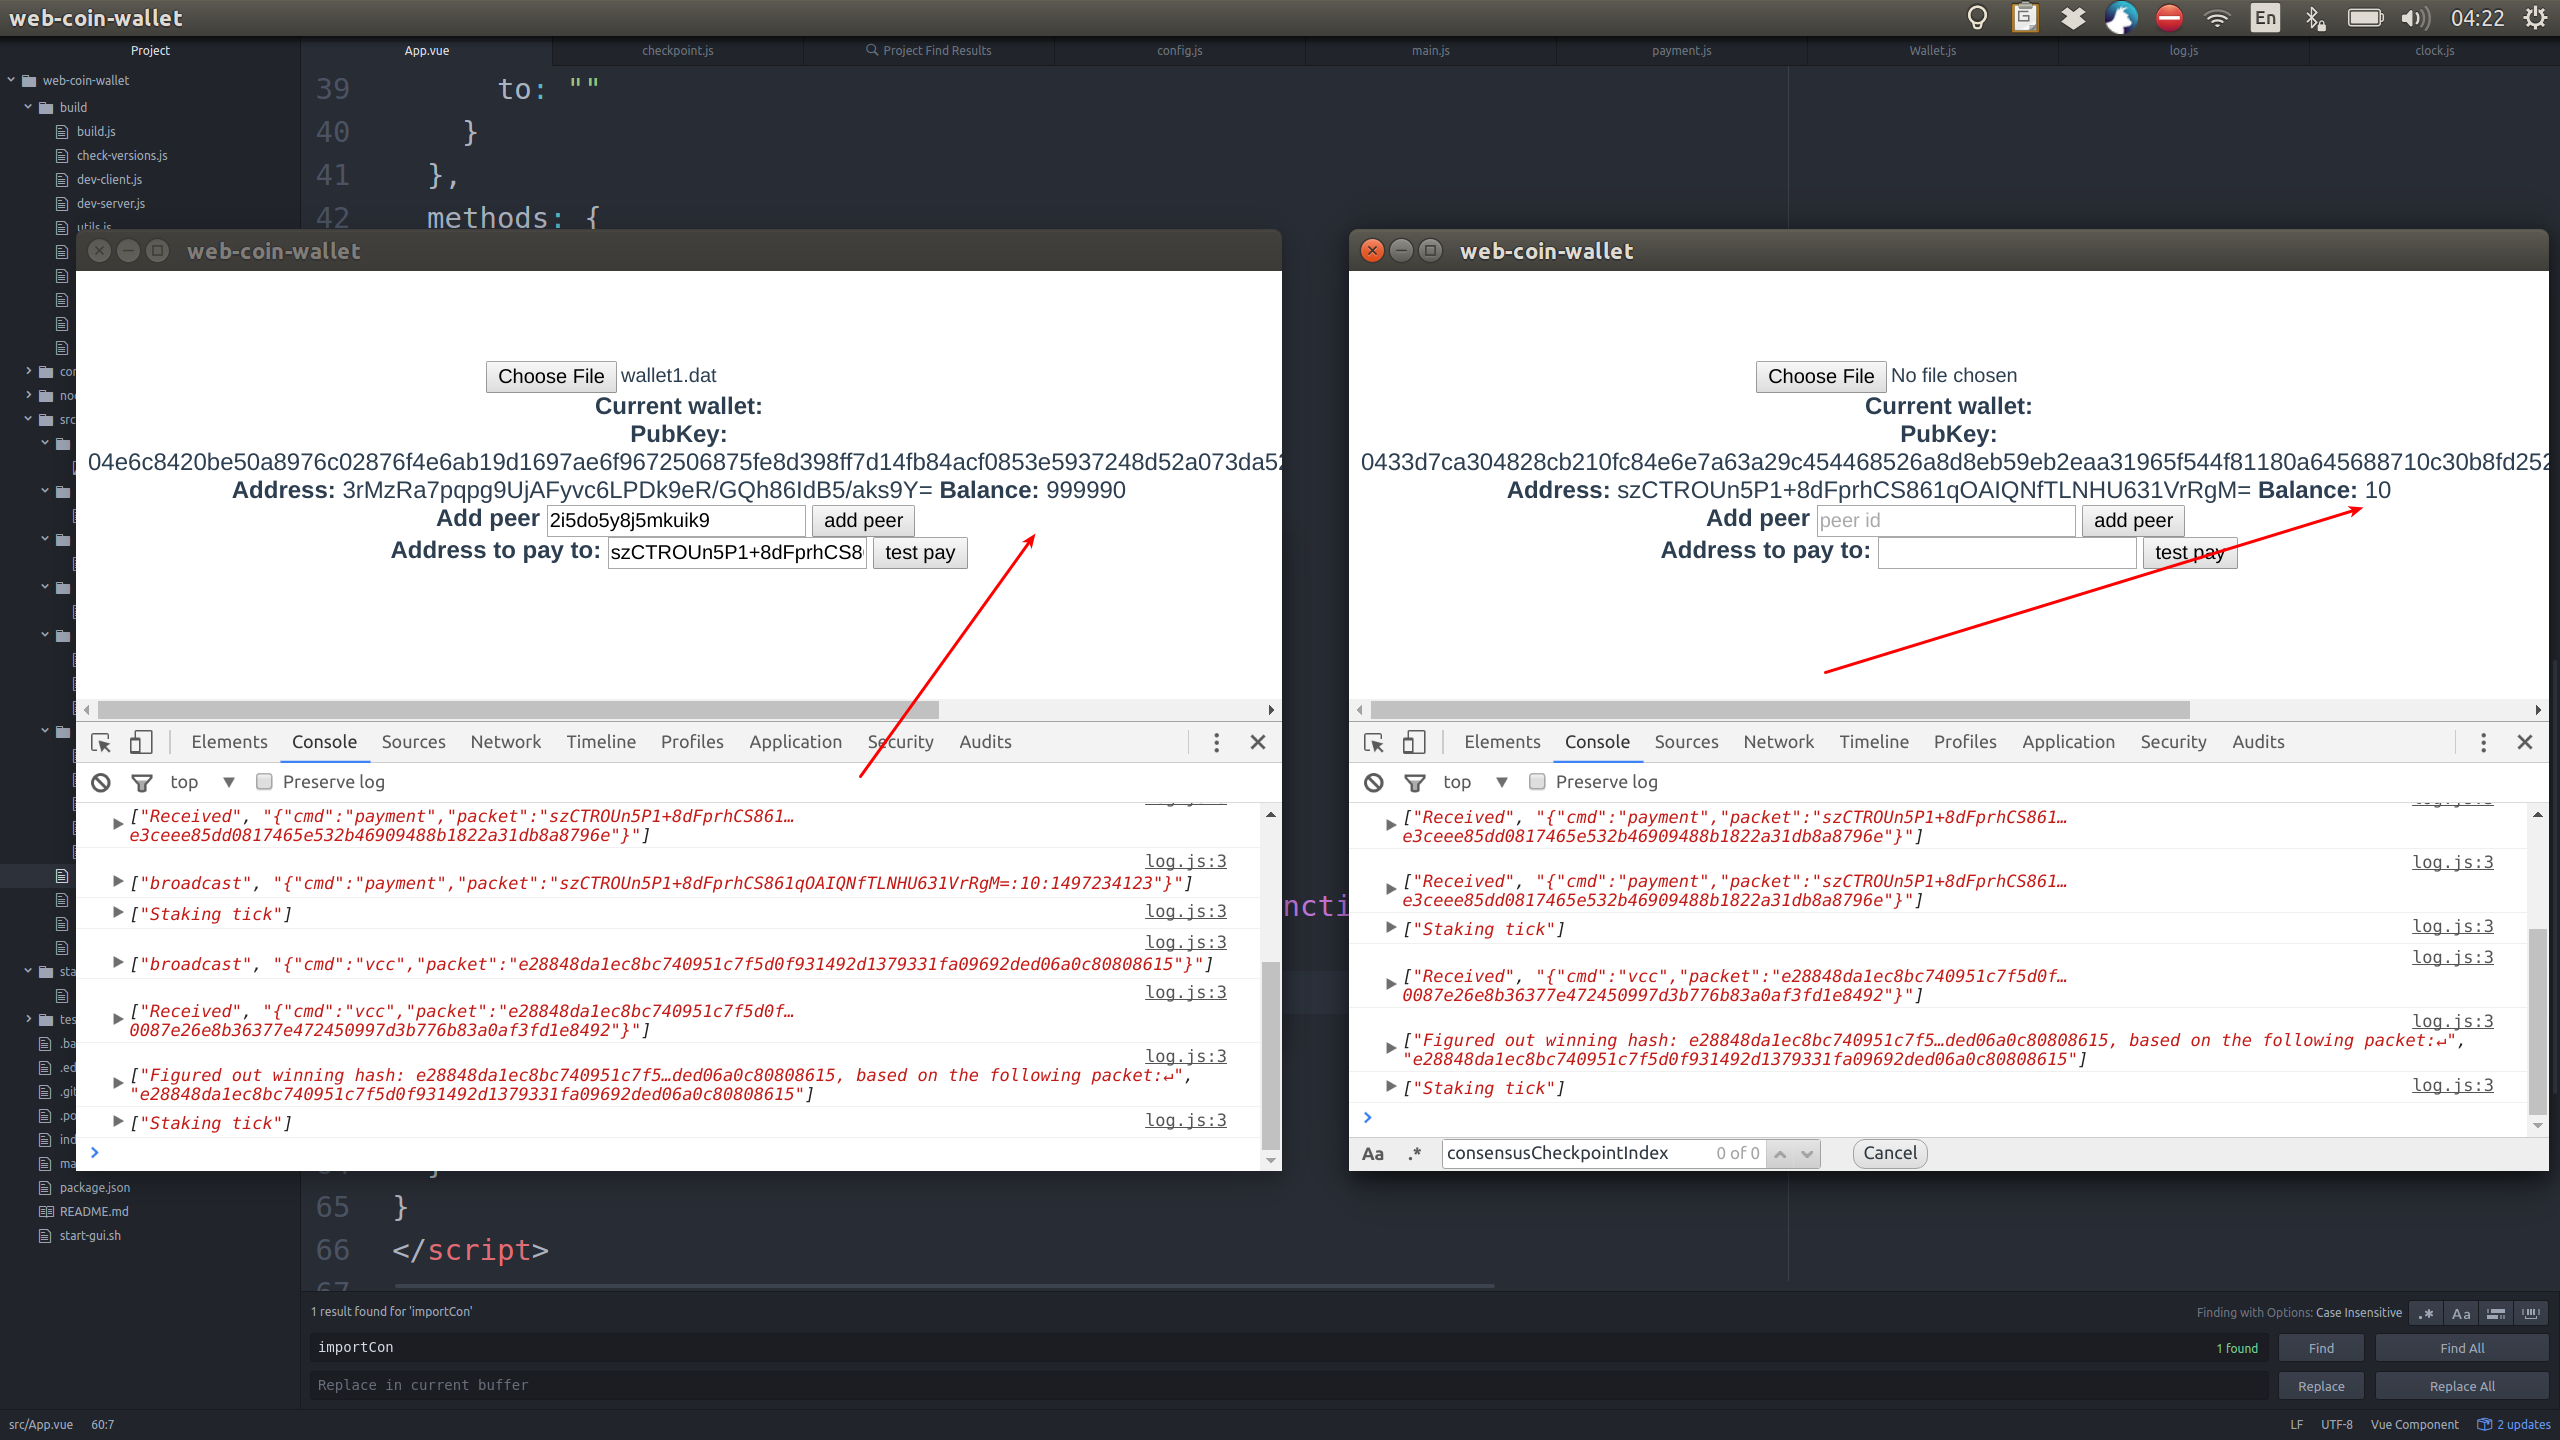 web-coin-wallet
En
04:22
Project
App.vue
checkpoint.js
Project Find Results
config.js
main.js
payment.js
Wallet.js
log.js
clock.js
web-coin-wallet
build
build.js
check-versions.js
dev-client.js
dev-server.js
utils.js
src
package.json
README.md
start-gui.sh
39 to: ""
40 }
41 },
42 methods: {
web-coin-wallet
Choose File wallet1.dat
Current wallet:
PubKey:
04e6c8420be50a8976c02876f4e6ab19d1697ae6f9672506875fe8d398ff7d14fb84acf0853e5937248d52a073da52
Address: 3rMzRa7pqpg9UjAFyvc6LPDk9eR/GQh86IdB5/aks9Y= Balance: 999990
Add peer 2i5do5y8j5mkuik9 add peer
Address to pay to: szCTROUn5P1+8dFprhCS8 test pay
Elements Console Sources Network Timeline Profiles Application Security Audits
top Preserve log
["Received", "{"cmd":"payment","packet":"szCTROUn5P1+8dFprhCS861…
e3ceee85dd0817465e532b46909488b1822a31db8a8796e"}"]
log.js:3
["broadcast", "{"cmd":"payment","packet":"szCTROUn5P1+8dFprhCS861qOAIQNfTLNHU631VrRgM=:10:1497234123"}"]
["Staking tick"] log.js:3
log.js:3
["broadcast", "{"cmd":"vcc","packet":"e28848da1ec8bc740951c7f5d0f931492d1379331fa09692ded06a0c80808615"}"]
log.js:3
["Received", "{"cmd":"vcc","packet":"e28848da1ec8bc740951c7f5d0f…
0087e26e8b36377e472450997d3b776b83a0af3fd1e8492"}"]
log.js:3
["Figured out winning hash: e28848da1ec8bc740951c7f5…ded06a0c80808615, based on the following packet:↵",
"e28848da1ec8bc740951c7f5d0f931492d1379331fa09692ded06a0c80808615"]
["Staking tick"] log.js:3
web-coin-wallet
Choose File No file chosen
Current wallet:
PubKey:
0433d7ca304828cb210fc84e6e7a63a29c454468526a8d8eb59eb2eaa31965f544f81180a645688710c30b8fd252
Address: szCTROUn5P1+8dFprhCS861qOAIQNfTLNHU631VrRgM= Balance: 10
Add peer peer id add peer
Address to pay to: test pay
Elements Console Sources Network Timeline Profiles Application Security Audits
top Preserve log
["Received", "{"cmd":"payment","packet":"szCTROUn5P1+8dFprhCS861…
e3ceee85dd0817465e532b46909488b1822a31db8a8796e"}"]
log.js:3
["Received", "{"cmd":"payment","packet":"szCTROUn5P1+8dFprhCS861…
e3ceee85dd0817465e532b46909488b1822a31db8a8796e"}"]
["Staking tick"] log.js:3
log.js:3
["Received", "{"cmd":"vcc","packet":"e28848da1ec8bc740951c7f5d0f…
0087e26e8b36377e472450997d3b776b83a0af3fd1e8492"}"]
log.js:3
["Figured out winning hash: e28848da1ec8bc740951c7f5…ded06a0c80808615, based on the following packet:↵",
"e28848da1ec8bc740951c7f5d0f931492d1379331fa09692ded06a0c80808615"]
["Staking tick"] log.js:3
Aa .* consensusCheckpointIndex 0 of 0 Cancel
ncti
65 }
66 </script>
67
1 result found for 'importCon'
Finding with Options: Case Insensitive
.* Aa
importCon 1 found Find Find All
Replace in current buffer Replace Replace All
src/App.vue 60:7
LF UTF-8 Vue Component 2 updates